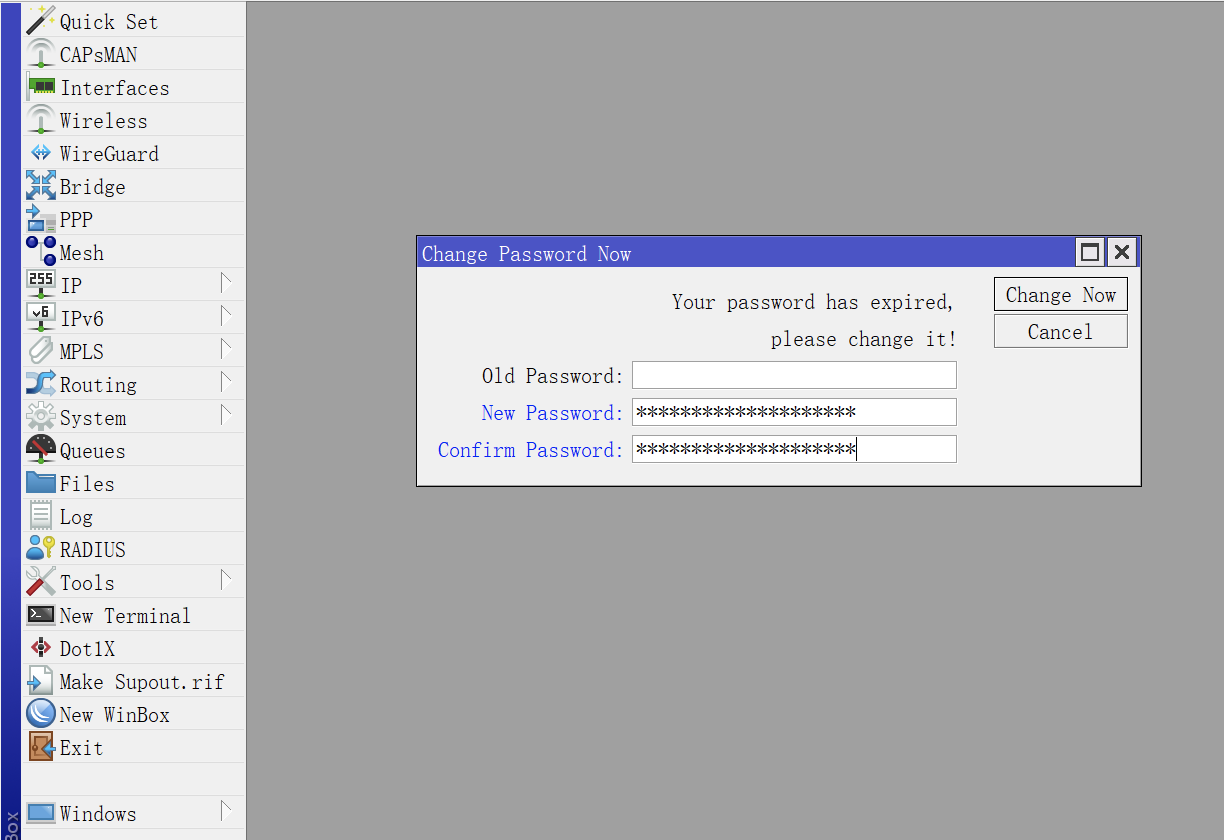 Quick Set
CAPsMAN
Interfaces
Wireless
WireGuard
Bridge
PPP
Mesh
255 IP
v6 IPv6
MPLS
Routing
System
Queues
Files
Log
RADIUS
Tools
New Terminal
Dot1X
Make Supout.rif
New WinBox
Exit
Windows
Box
Change Password Now
Your password has expired,
please change it!
Old Password:
New Password: ********************
Confirm Password: ********************
Change Now
Cancel